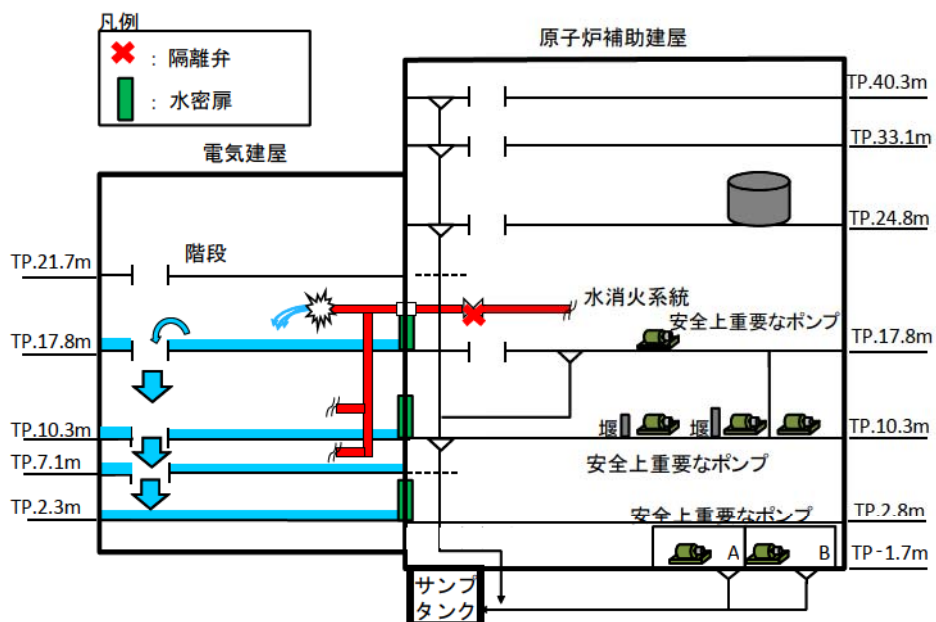 凡例
: 隔離弁
: 水密扉
原子炉補助建屋
電気建屋
TP.40.3m
TP.33.1m
TP.24.8m
TP.21.7m
階段
水消火系統
安全上重要なポンプ
TP.17.8m
TP.17.8m
堰
堰
TP.10.3m
TP.10.3m
安全上重要なポンプ
TP.7.1m
安全上重要なポンプ
TP.2.3m
TP.2.8m
A
B
TP-1.7m
サンプ
タンク